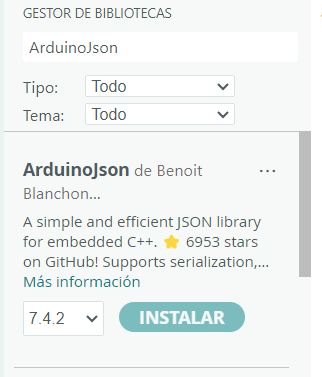 GESTOR DE BIBLIOTECAS
ArduinoJson
Tipo: Todo
Tema: Todo
ArduinoJson de Benoit ...
Blanchon...
A simple and efficient JSON library
for embedded C++. ⭐ 6953 stars
on GitHub! Supports serialization,...
Más información
7.4.2 INSTALAR